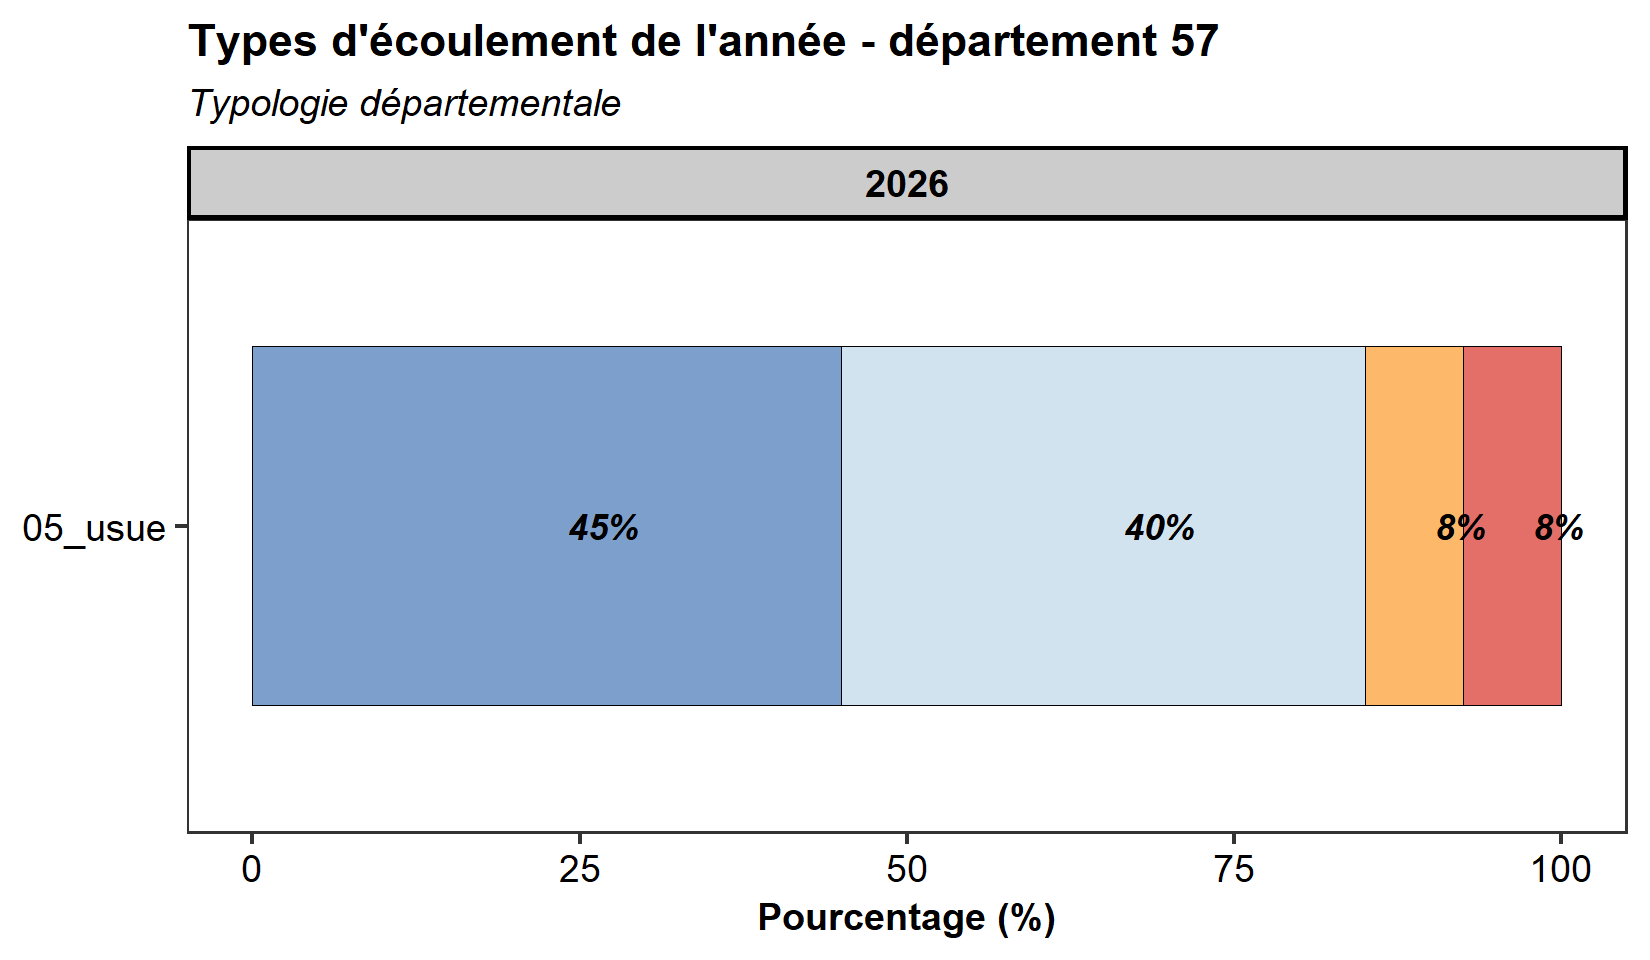 Types d'écoulement de l'année - département 57
Typologie départementale
2026
05_usue
45%
40%
8%
8%
0
25
50
75
100
Pourcentage (%)